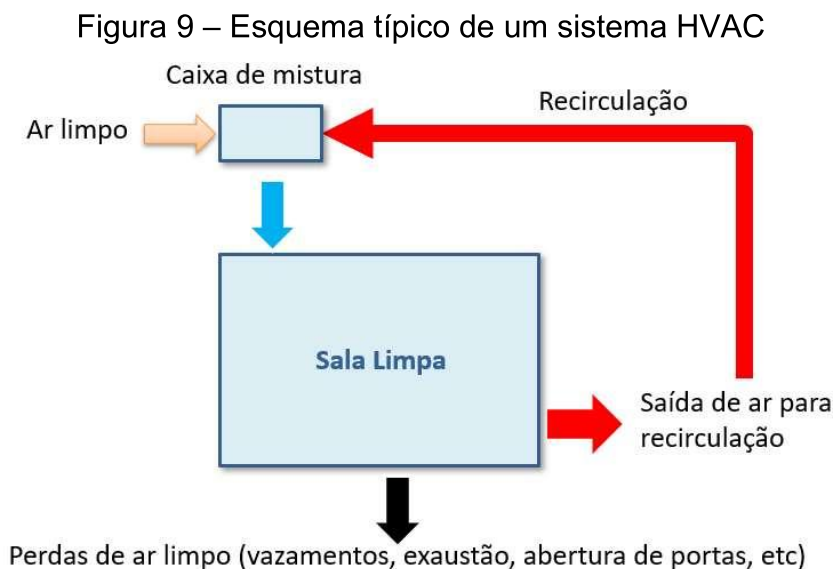 Figura 9 – Esquema típico de um sistema HVAC
Caixa de mistura
Recirculação
Ar limpo
Sala Limpa
Saída de ar para
recirculação
Perdas de ar limpo (vazamentos, exaustão, abertura de portas, etc)